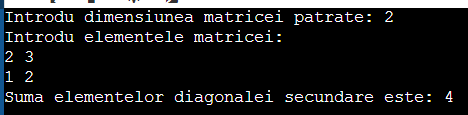 Introdu dimensiunea matricei patrate: 2
Introdu elementele matricei:
2 3
1 2
Suma elementelor diagonalei secundare este: 4